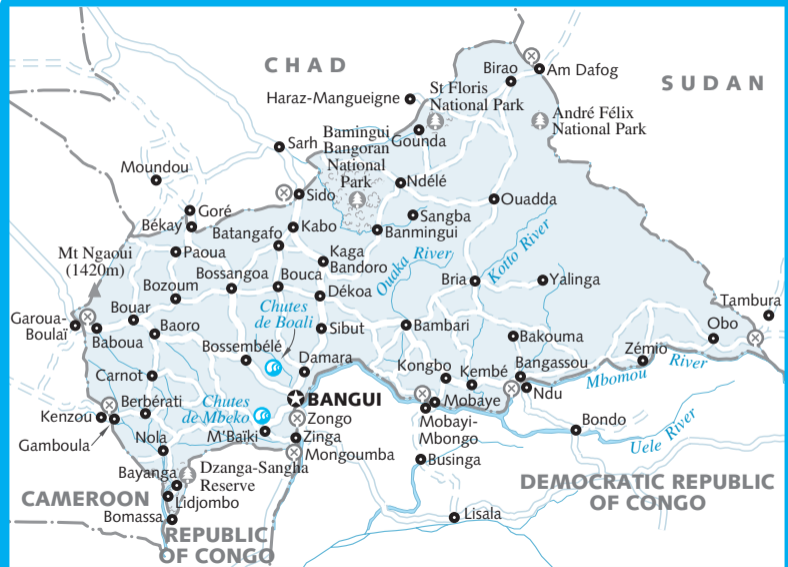 CHAD
SUDAN
Birao
Am Dafog
Haraz-Mangueigne
St Floris
National Park
André Félix
National Park
Bamingui
Bangoran
National
Park
Gounda
Sarh
Moundou
Sido
Ndélé
Ouadda
Goré
Békay
Sangba
Batangafo
Kabo
Banmingui
Mt Ngaoui
(1420m)
Paoua
Kaga
Bandoro
Ouaka River
Kotto River
Bozoum
Bossangoa
Bouca
Dékoa
Bria
Yalinga
Chutes
de Boali
Tambura
Garoua-
Boulaï
Bouar
Baboua
Baoro
Sibut
Bambari
Bakouma
Obo
Bossembélé
Damara
Zémio
Carnot
Kongbo
Kembé
Bangassou
Mbomou
River
Berbérati
Chutes
de Mbeko
BANGUI
Mobaye
Ndu
Kenzou
Zongo
Mobayi-
Mbongo
Bondo
Gamboula
Nola
M'Baïki
Zinga
Mongoumba
Uele River
Bayanga
Dzanga-Sangha
Reserve
Businga
CAMEROON
Lidjombo
DEMOCRATIC REPUBLIC
OF CONGO
Bomassa
REPUBLIC
OF CONGO
Lisala